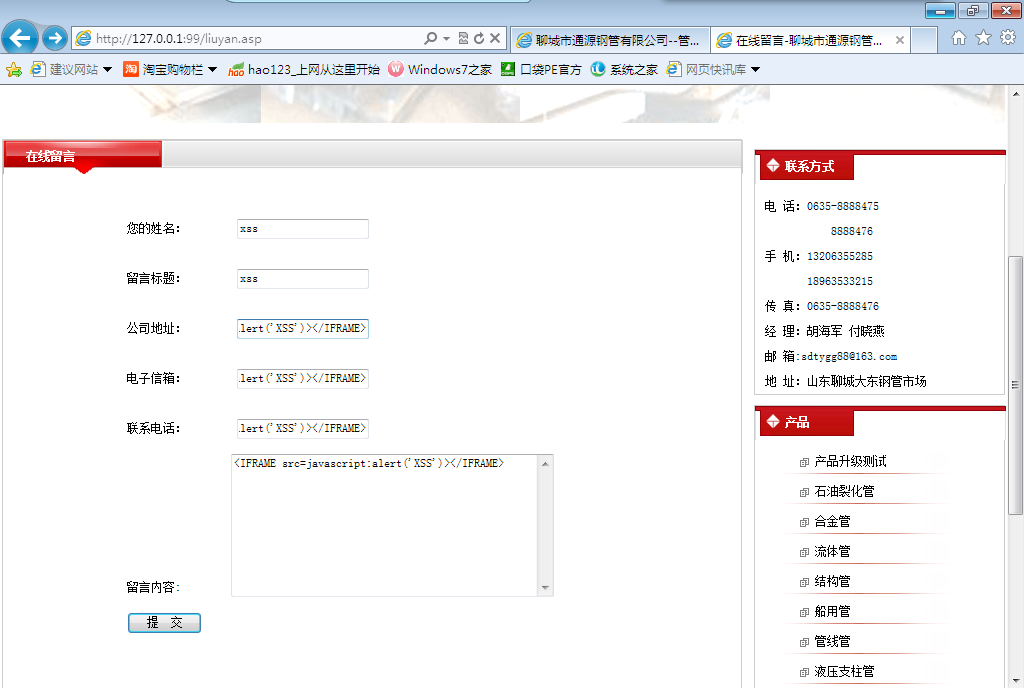 http://127.0.0.1:99/liuyan.asp
聊城市通源钢管有限公司--管...
在线留言-聊城市通源钢管...
建议网站
淘宝购物栏
hao123_上网从这里开始
Windows7之家
口袋PE官方
系统之家
网页快讯库
在线留言
您的姓名: xss
留言标题: xss
公司地址: lert('XSS')></IFRAME>
电子信箱: lert('XSS')></IFRAME>
联系电话: lert('XSS')></IFRAME>
<IFRAME src=javascript:alert('XSS')></IFRAME>
留言内容:
提 交
联系方式
电 话: 0635-8888475
8888476
手 机: 13206355285
18963533215
传 真: 0635-8888476
经 理: 胡海军 付晓燕
邮 箱:sdtygg88@163.com
地 址: 山东聊城大东钢管市场
产品
产品升级测试
石油裂化管
合金管
流体管
结构管
船用管
管线管
液压支柱管